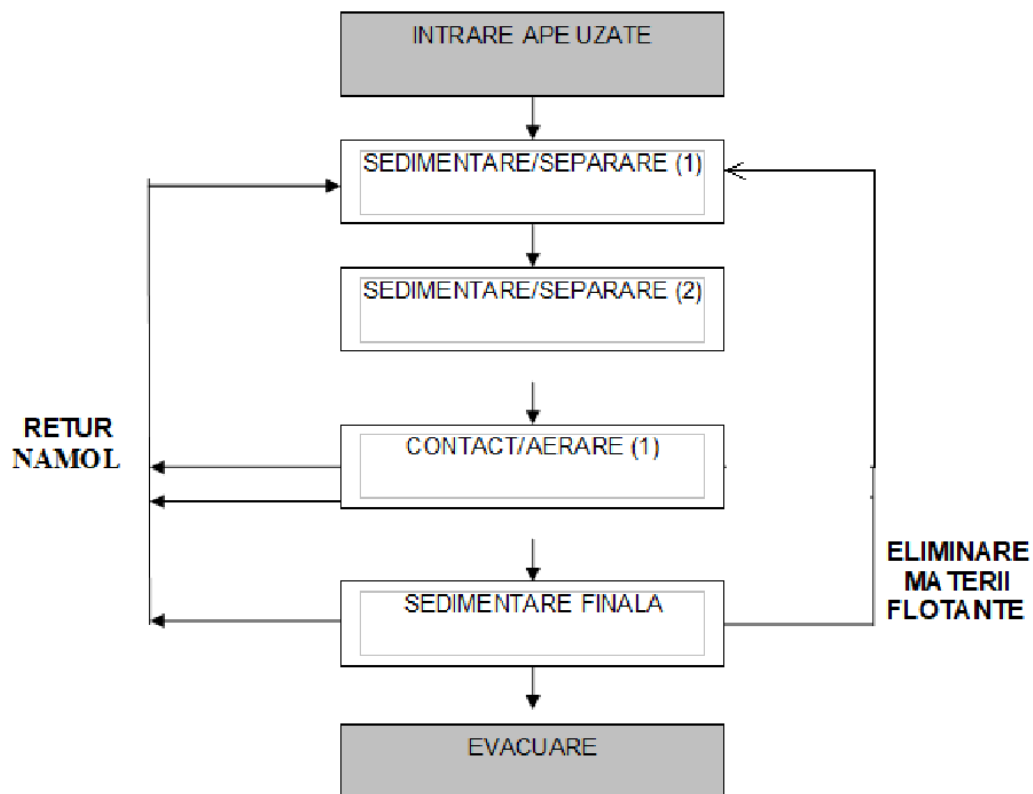 INTRARE APE UZATE
SEDIMENTARE/SEPARARE (1)
SEDIMENTARE/SEPARARE (2)
RETUR
NAMOL
CONTACT/AERARE (1)
ELIMINARE
MATERII
FLOTANTE
SEDIMENTARE FINALA
EVACUARE